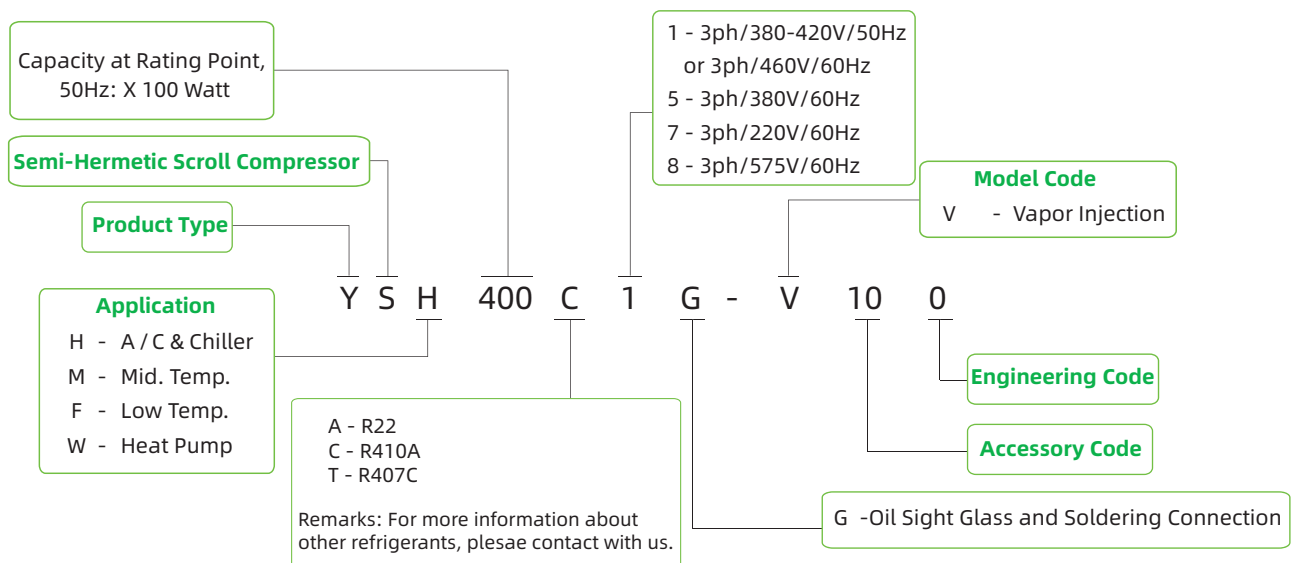 Capacity at Rating Point,
50Hz: X 100 Watt
1 - 3ph/380-420V/50Hz
or 3ph/460V/60Hz
5 - 3ph/380V/60Hz
7 - 3ph/220V/60Hz
8 - 3ph/575V/60Hz
Semi-Hermetic Scroll Compressor
Model Code
V - Vapor Injection
Product Type
Y S H 400 C 1 G - V 10 0
Application
H - A / C & Chiller
M - Mid. Temp.
F - Low Temp.
W - Heat Pump
Engineering Code
A - R22
C - R410A
T - R407C
Remarks: For more information about
other refrigerants, plesae contact with us.
Accessory Code
G -Oil Sight Glass and Soldering Connection